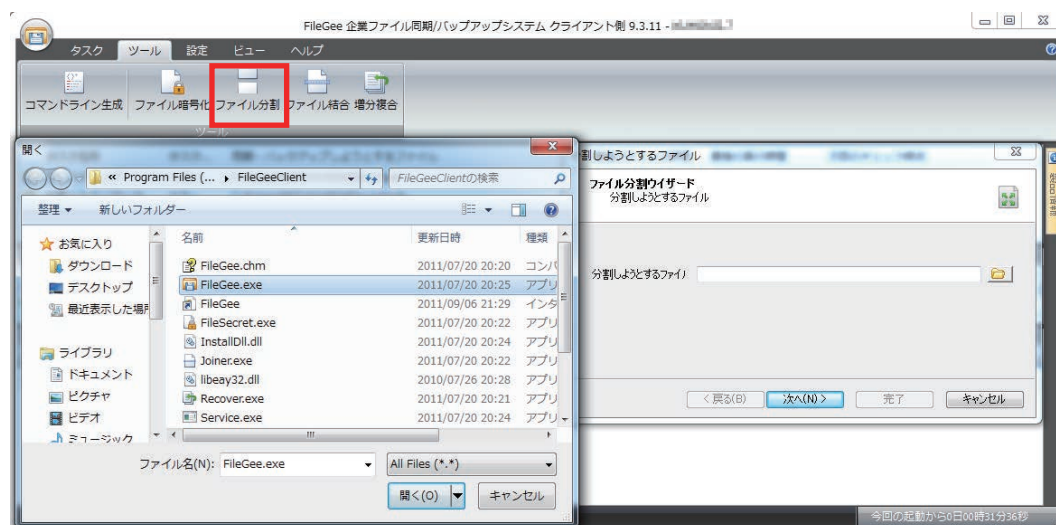 FileGee 企業ファイル同期/バップアップシステム クライアント側 9.3.11 -
タスク ツール 設定 ビュー ヘルプ
コマンドライン生成 ファイル暗号化 ファイル分割 ファイル結合 増分複合
ツール
開く
« Program Files (... ▸ FileGeeClient FileGeeClientの検索
整理 新しいフォルダー
お気に入り
ダウンロード
デスクトップ
最近表示した場所
ライブラリ
ドキュメント
ピクチャ
ビデオ
ミュージック
名前 更新日時 種類
FileGee.chm 2011/07/20 20:20 コンパ
FileGee.exe 2011/07/20 20:25 アプリ
FileGee 2011/09/06 21:29 インタ
FileSecret.exe 2011/07/20 20:22 アプリ
InstallDll.dll 2011/07/20 20:24 アプリ
Joiner.exe 2011/07/20 20:22 アプリ
libeay32.dll 2010/07/26 20:28 アプリ
Recover.exe 2011/07/20 20:21 アプリ
Service.exe 2011/07/20 20:24 アプリ
ファイル名(N): FileGee.exe All Files (*.*)
開く(O) キャンセル
割しようとするファイル
ファイル分割ウイザード
分割しようとするファイル
分割しようとするファイル
< 戻る(B) 次へ(N) > 完了 キャンセル
今回の起動から0日00時31分36秒